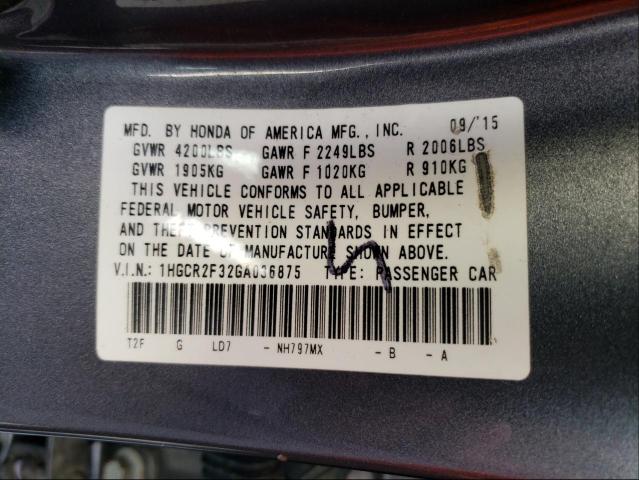 MFD. BY HONDA OF AMERICA MFG., INC. 09/'15
GVWR 4200LBS GAWR F 2249LBS R 2006LBS
GVWR 1905KG GAWR F 1020KG R 910KG
THIS VEHICLE CONFORMS TO ALL APPLICABLE
FEDERAL MOTOR VEHICLE SAFETY, BUMPER,
AND THEFT PREVENTION STANDARDS IN EFFECT
ON THE DATE OF MANUFACTURE SHOWN ABOVE.
V.I.N.: 1HGCR2F32GA036875 TYPE: PASSENGER CAR
T2F G LD7 - NH797MX - B - A